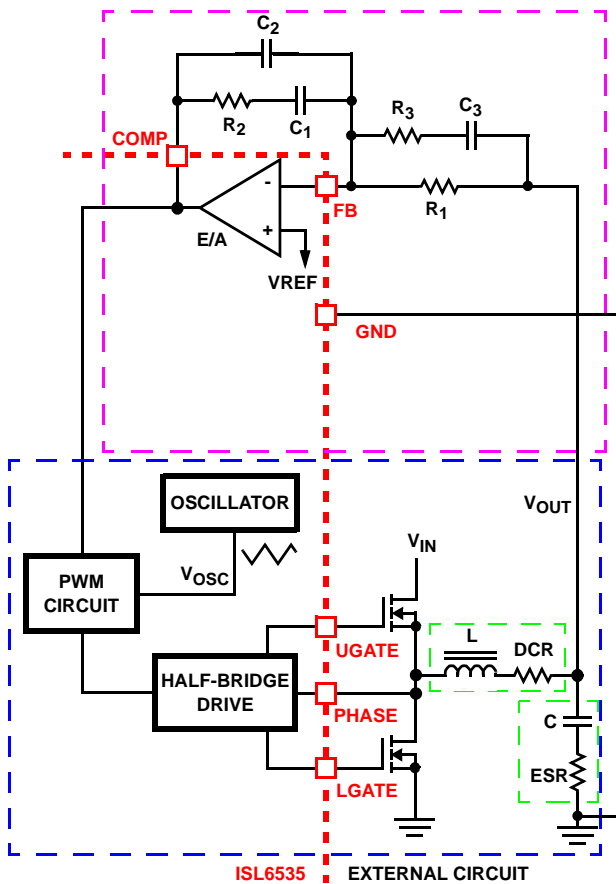 C2
R2
C1
R3
C3
COMP
-
R1
FB
E/A
+
VREF
GND
OSCILLATOR
VOUT
VIN
PWM
CIRCUIT
VOSC
UGATE
L
DCR
HALF-BRIDGE
DRIVE
PHASE
C
ESR
LGATE
ISL6535
EXTERNAL CIRCUIT